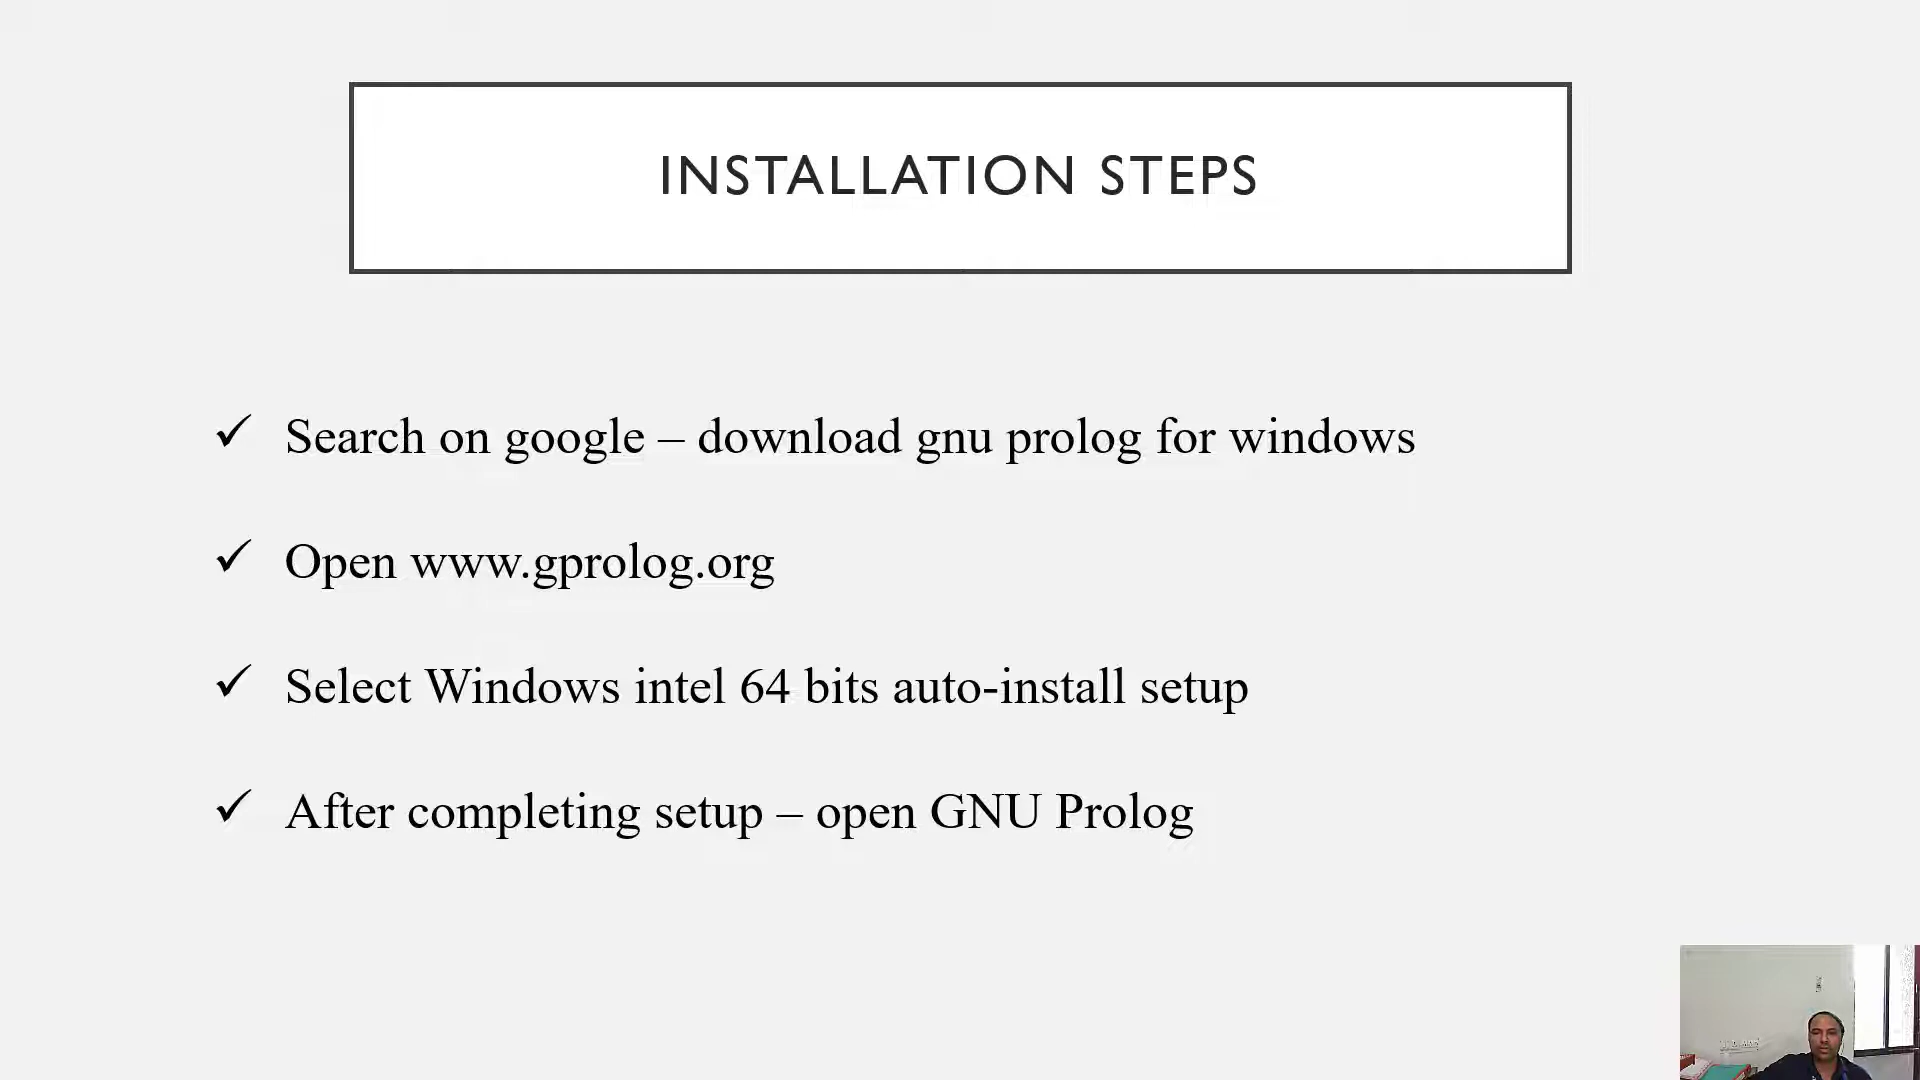 INSTALLATION STEPS
✓ Search on google – download gnu prolog for windows
✓ Open www.gprolog.org
✓ Select Windows intel 64 bits auto-install setup
✓ After completing setup – open GNU Prolog